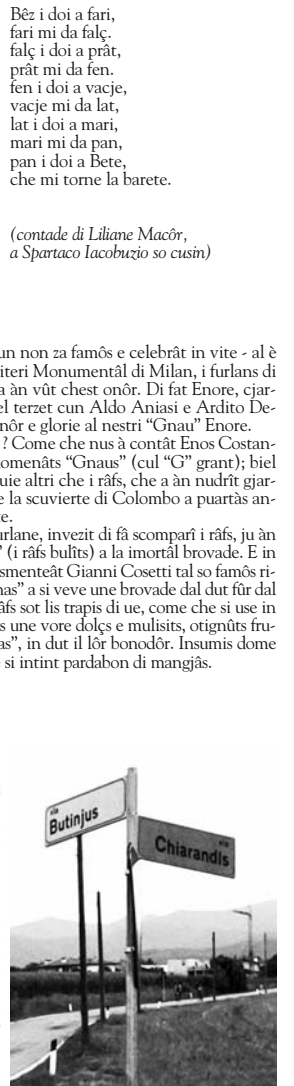 Bêz i doi a fari,
fari mi da falç.
falç i doi a prât,
prât mi da fen.
fen i doi a vacje,
vacje mi da lat,
lat i doi a mari,
mari mi da pan,
pan i doi a Bete,
che mi torne la barete.
(contade di Liliane Macôr,
a Spartaco Iacobuzio so cusin)
un non za famôs e celebrât in vite - al è
iteri Monumentâl di Milan, i furlans di
a àn vût chest onôr. Di fat Enore, cjar-
el terzet cun Aldo Aniasi e Ardito De-
nôr e glorie al nestri “Gnau” Enore.
? Come che nus à contât Enos Costan-
omenâts “Gnaus” (cul “G” grant); biel
uie altri che i râfs, che a àn nudrît gjar-
e la scuvierte di Colombo a puartàs an-
te.
urlane, invezit di fâ scomparî i râfs, ju àn
” (i râfs bulîts) a la imortâl brovade. E in
smenteât Gianni Cosetti tal so famôs ri-
nas” a si veve une brovade dal dut fûr dal
âfs sot lis trapis di ue, come che si use in
s une vore dolçs e mulisits, otignûts fru-
as”, in dut il lôr bonodôr. Insumis dome
si intint pardabon di mangjâs.
via
Butinjus
via
Chiarandis